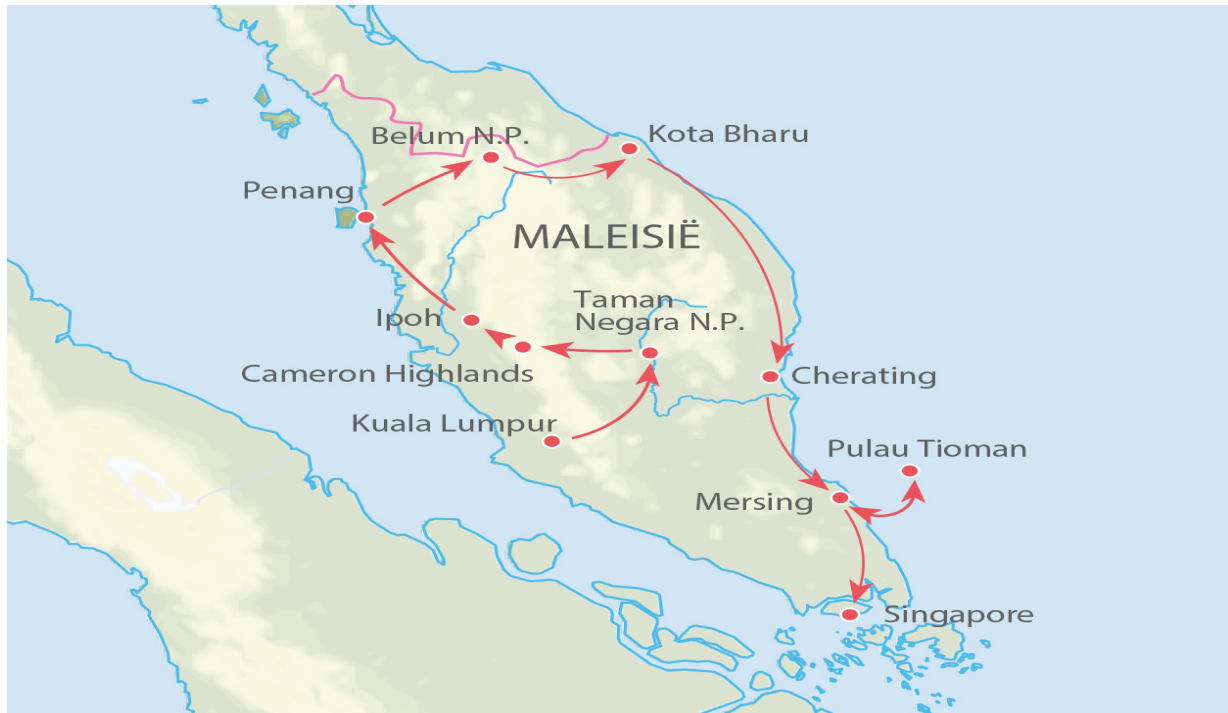 Belum N.P.
Kota Bharu
Penang
MALEISIË
Taman
Negara N.P.
Ipoh
Cameron Highlands
Cherating
Kuala Lumpur
Pulau Tioman
Mersing
Singapore